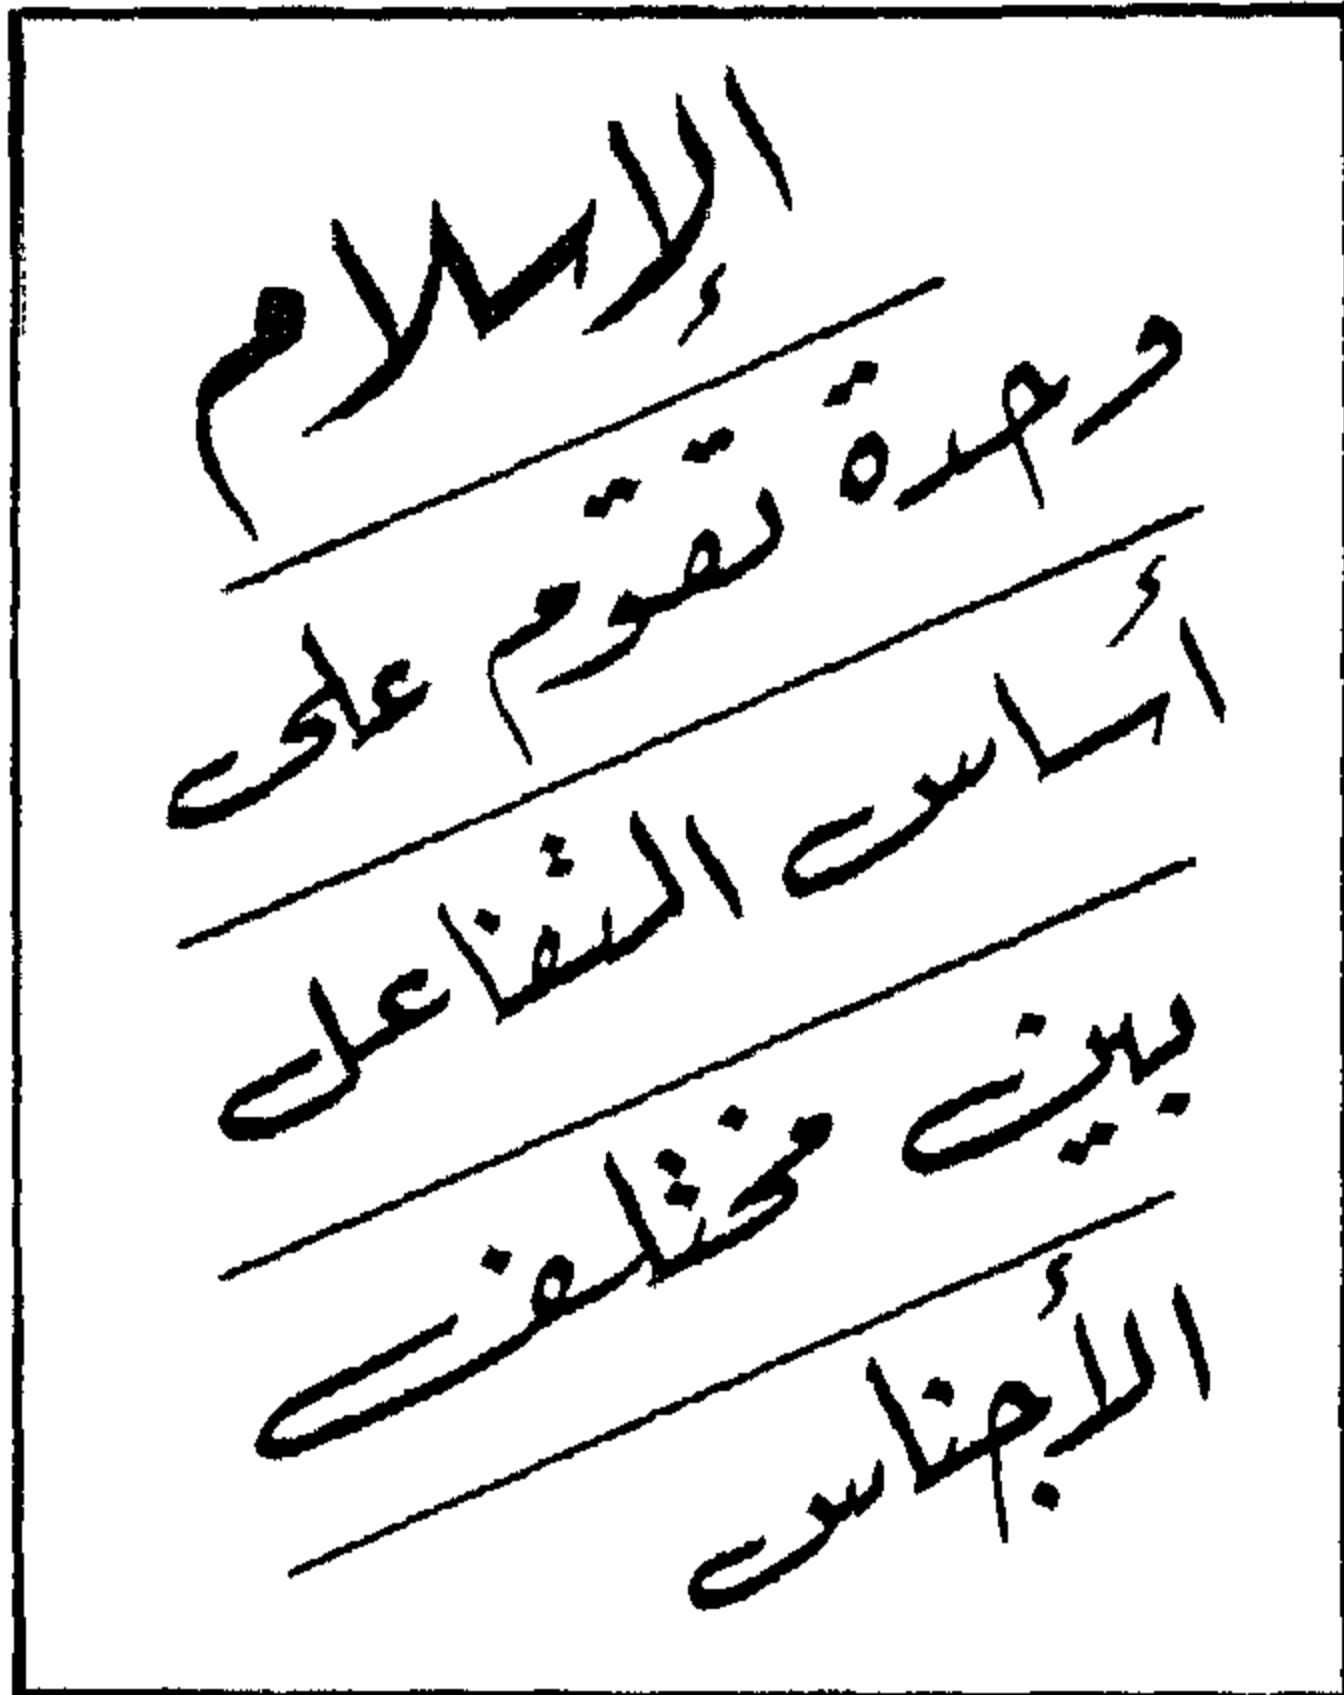 الإسلام
وحدة تقوم على
أساس التفاعل
بين مختلف
الأجناس